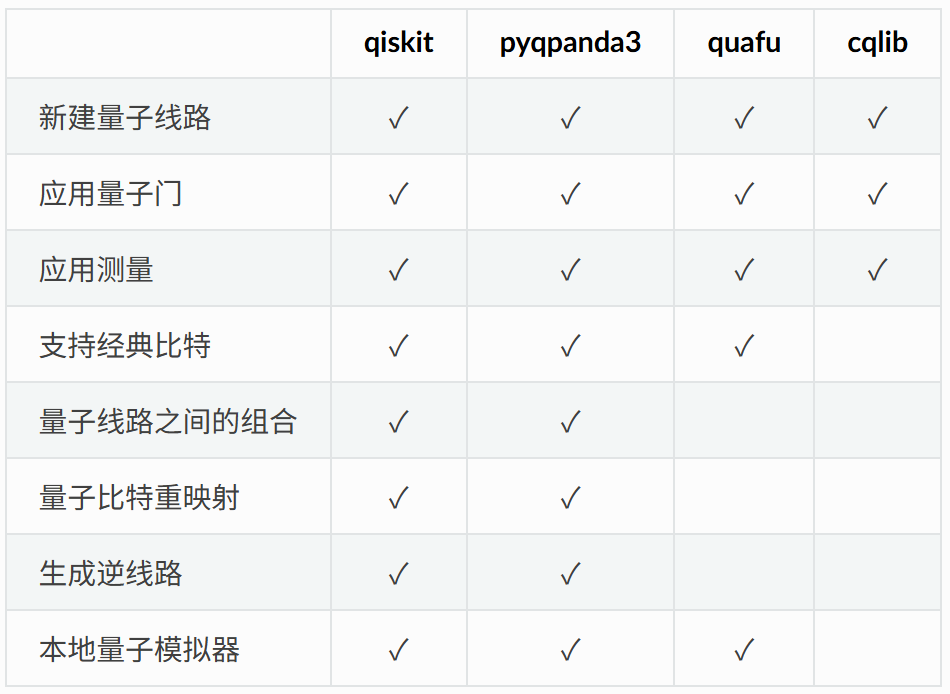 qiskit pyqpanda3 quafu cqlib
新建量子线路 ✓ ✓ ✓ ✓
应用量子门 ✓ ✓ ✓ ✓
应用测量 ✓ ✓ ✓ ✓
支持经典比特 ✓ ✓ ✓
量子线路之间的组合 ✓ ✓
量子比特重映射 ✓ ✓
生成逆线路 ✓ ✓
本地量子模拟器 ✓ ✓ ✓